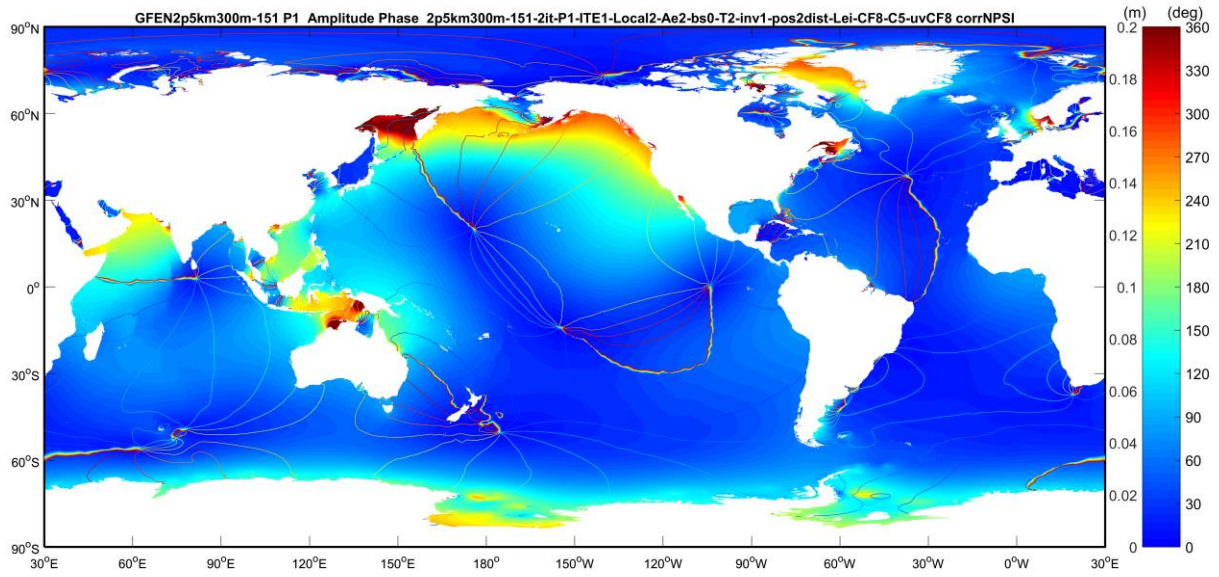 GFEN2p5km300m-151 P1 Amplitude Phase 2p5km300m-151-2it-P1-ITE1-Local2-Ae2-bs0-T2-inv1-pos2dist-Lei-CF8-C5-uvCF8 corrNPSI
(m) (deg)
90°N
60°N
30°N
0°
30°S
60°S
90°S
30°E 60°E 90°E 120°E 150°E 180°W 150°W 120°W 90°W 60°W 30°W 0°W 30°E
0.2
0.18
0.16
0.14
0.12
0.1
0.08
0.06
0.04
0.02
0
360
330
300
270
240
210
180
150
120
90
60
30
0